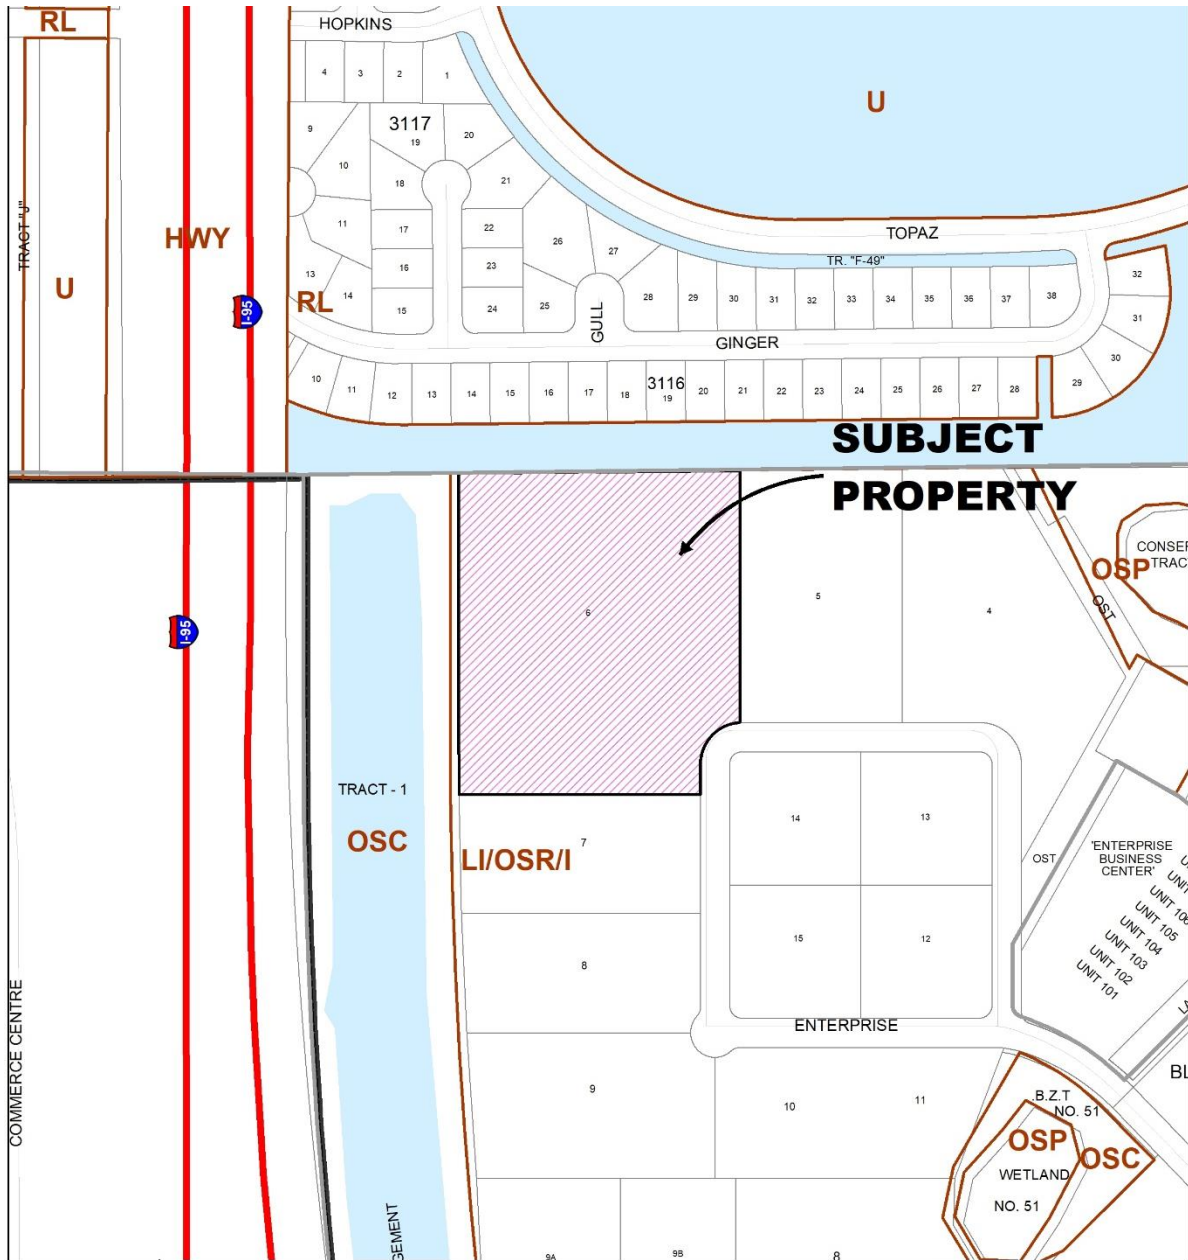 RL
HOPKINS
4
3
2
1
U
9
3117
19
20
10
18
21
TRACT "J"
HWY
11
17
22
26
27
TOPAZ
TR. "F-49"
16
23
13
14
RL
U
I-95
15
24
25
GULL
28
29
30
31
32
33
34
35
36
37
38
32
31
30
29
GINGER
10
11
12
13
14
15
16
17
18
3116
19
20
21
22
23
24
25
26
27
28
SUBJECT
PROPERTY
OSP
OST
I-95
6
5
4
TRACT - 1
OSC
LI/OSR/I
7
14
13
OST
'ENTERPRISE
BUSINESS
CENTER'
UNIT 105
UNIT 104
UNIT 103
UNIT 102
UNIT 101
8
15
12
ENTERPRISE
COMMERCE CENTRE
9
10
11
.B.Z.T
NO. 51
OSP
OSC
WETLAND
NO. 51
9A
9B
8